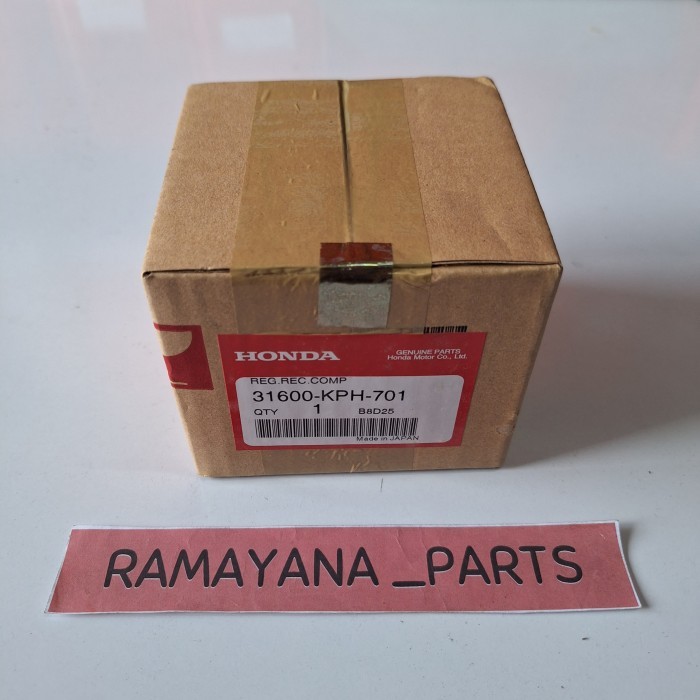 HONDA
GENUINE PARTS
Honda Motor Co., Ltd.
REG.REC.COMP
31600-KPH-701
QTY 1 B8D25
Made in JAPAN
RAMAYANA _PARTS